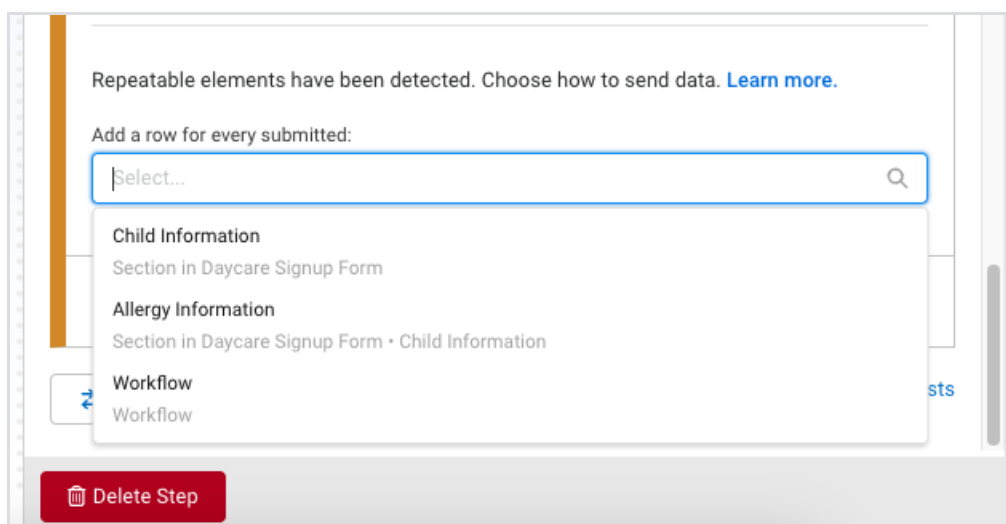 Repeatable elements have been detected. Choose how to send data. Learn more.
Add a row for every submitted:
Select...
Child Information
Section in Daycare Signup Form
Allergy Information
Section in Daycare Signup Form • Child Information
Workflow
Workflow
sts
Delete Step